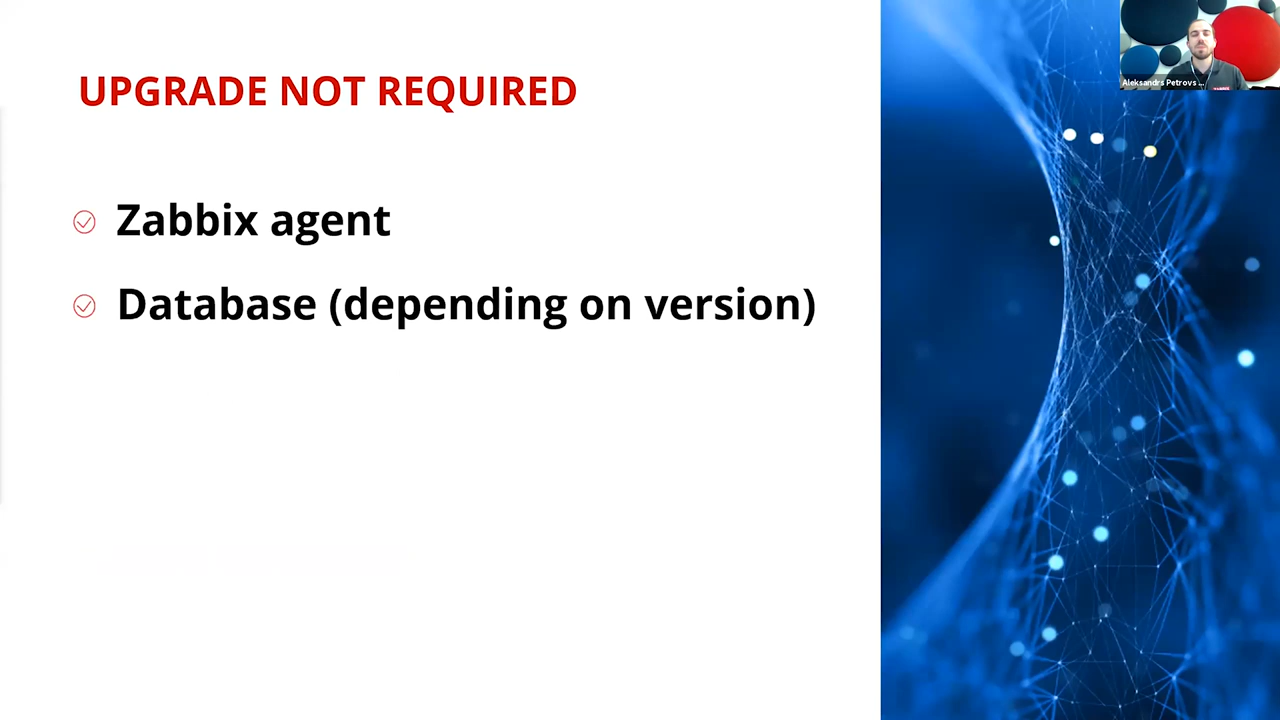 UPGRADE NOT REQUIRED
Zabbix agent
Database (depending on version)
Aleksandrs Petrovs ...